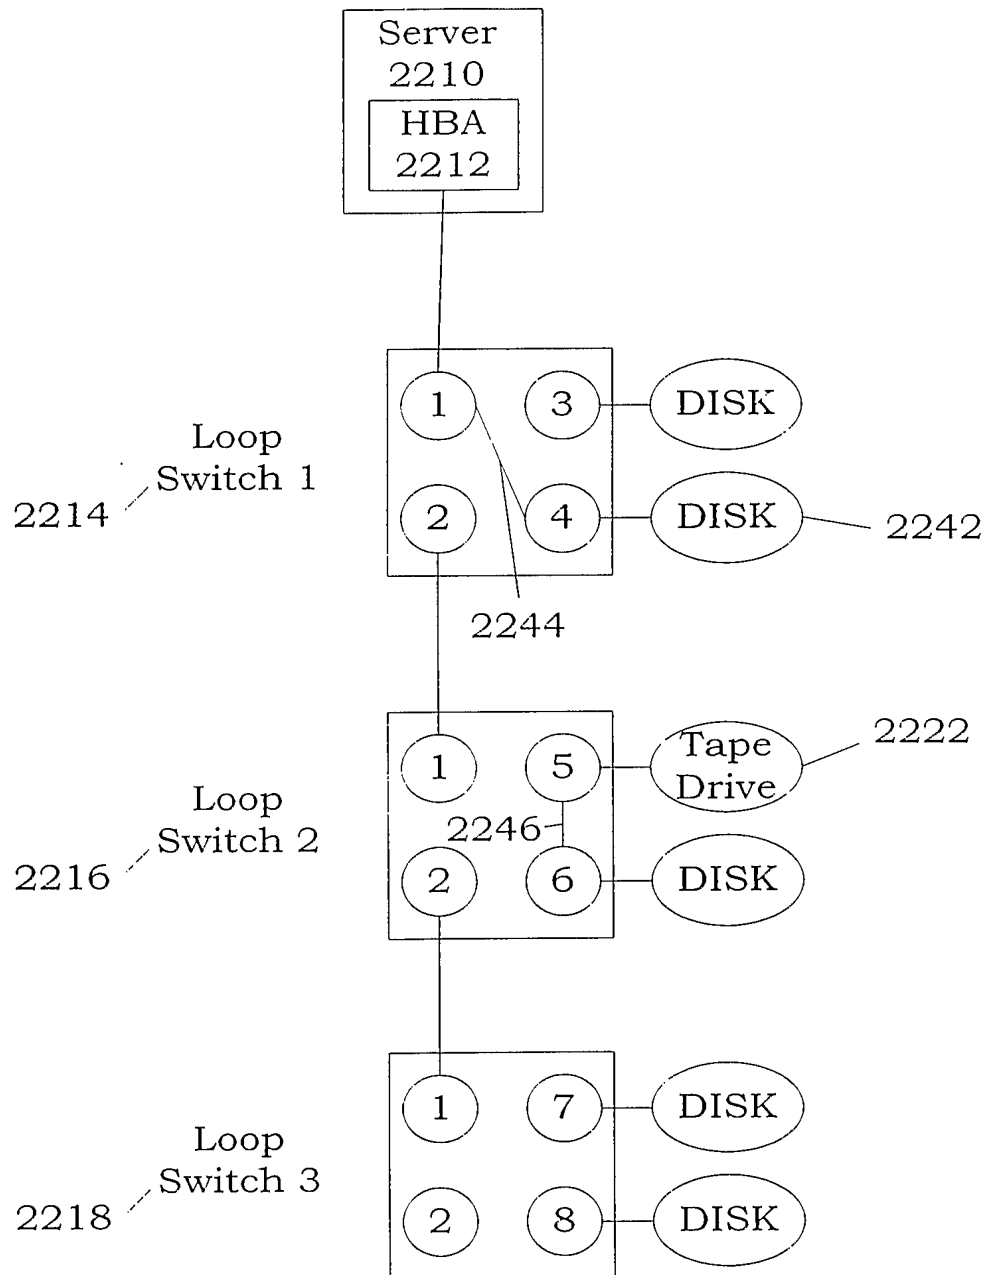 Server
2210
HBA
2212
1
3
DISK
Loop
Switch 1
2214
2
4
DISK
2242
2244
1
5
Tape
Drive
2222
Loop
Switch 2
2246
2216
2
6
DISK
1
7
DISK
Loop
Switch 3
2218
2
8
DISK